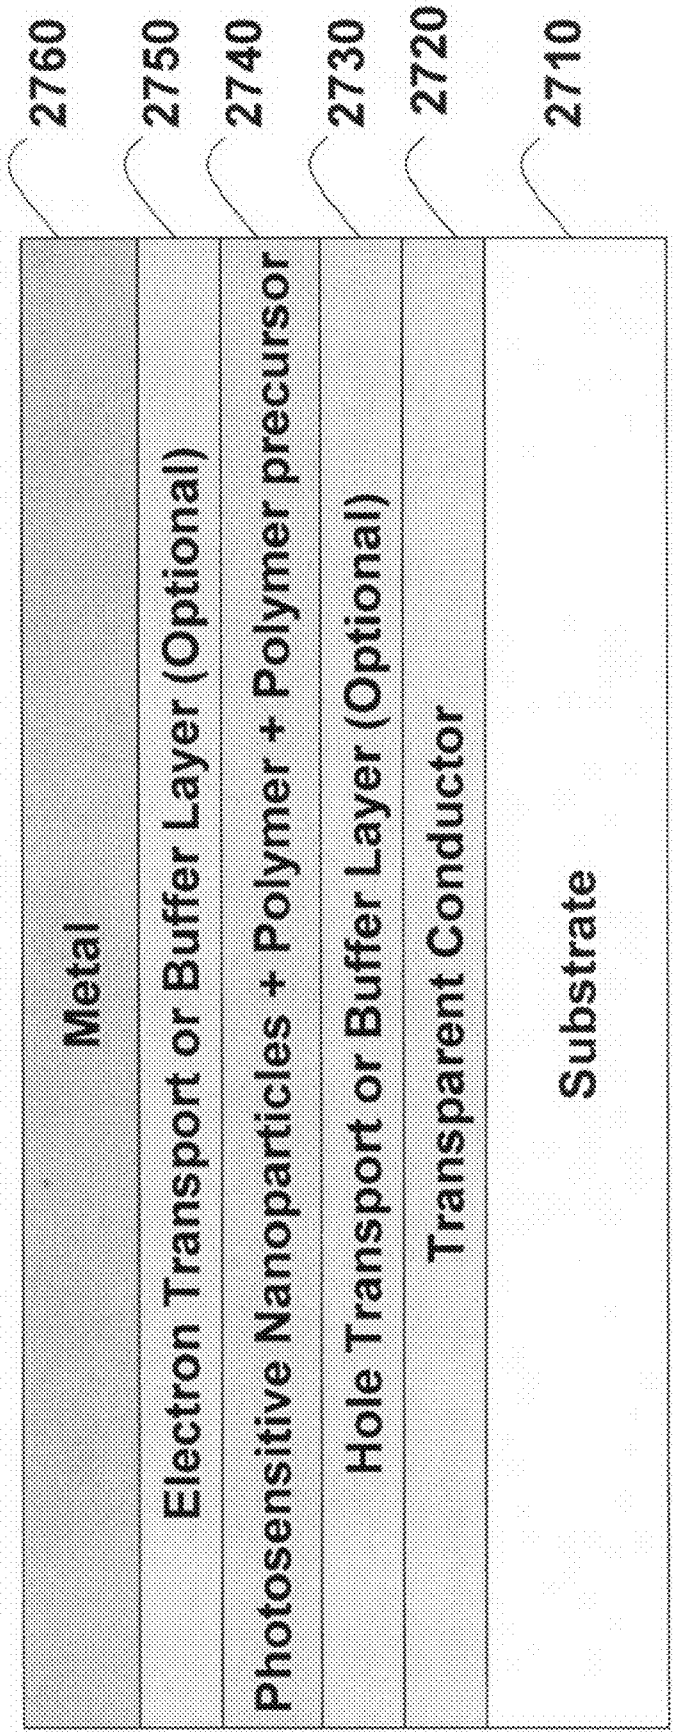 Metal 2760
Electron Transport or Buffer Layer (Optional) 2750
Photosensitive Nanoparticles + Polymer + Polymer precursor 2740
Hole Transport or Buffer Layer (Optional) 2730
Transparent Conductor 2720
Substrate 2710